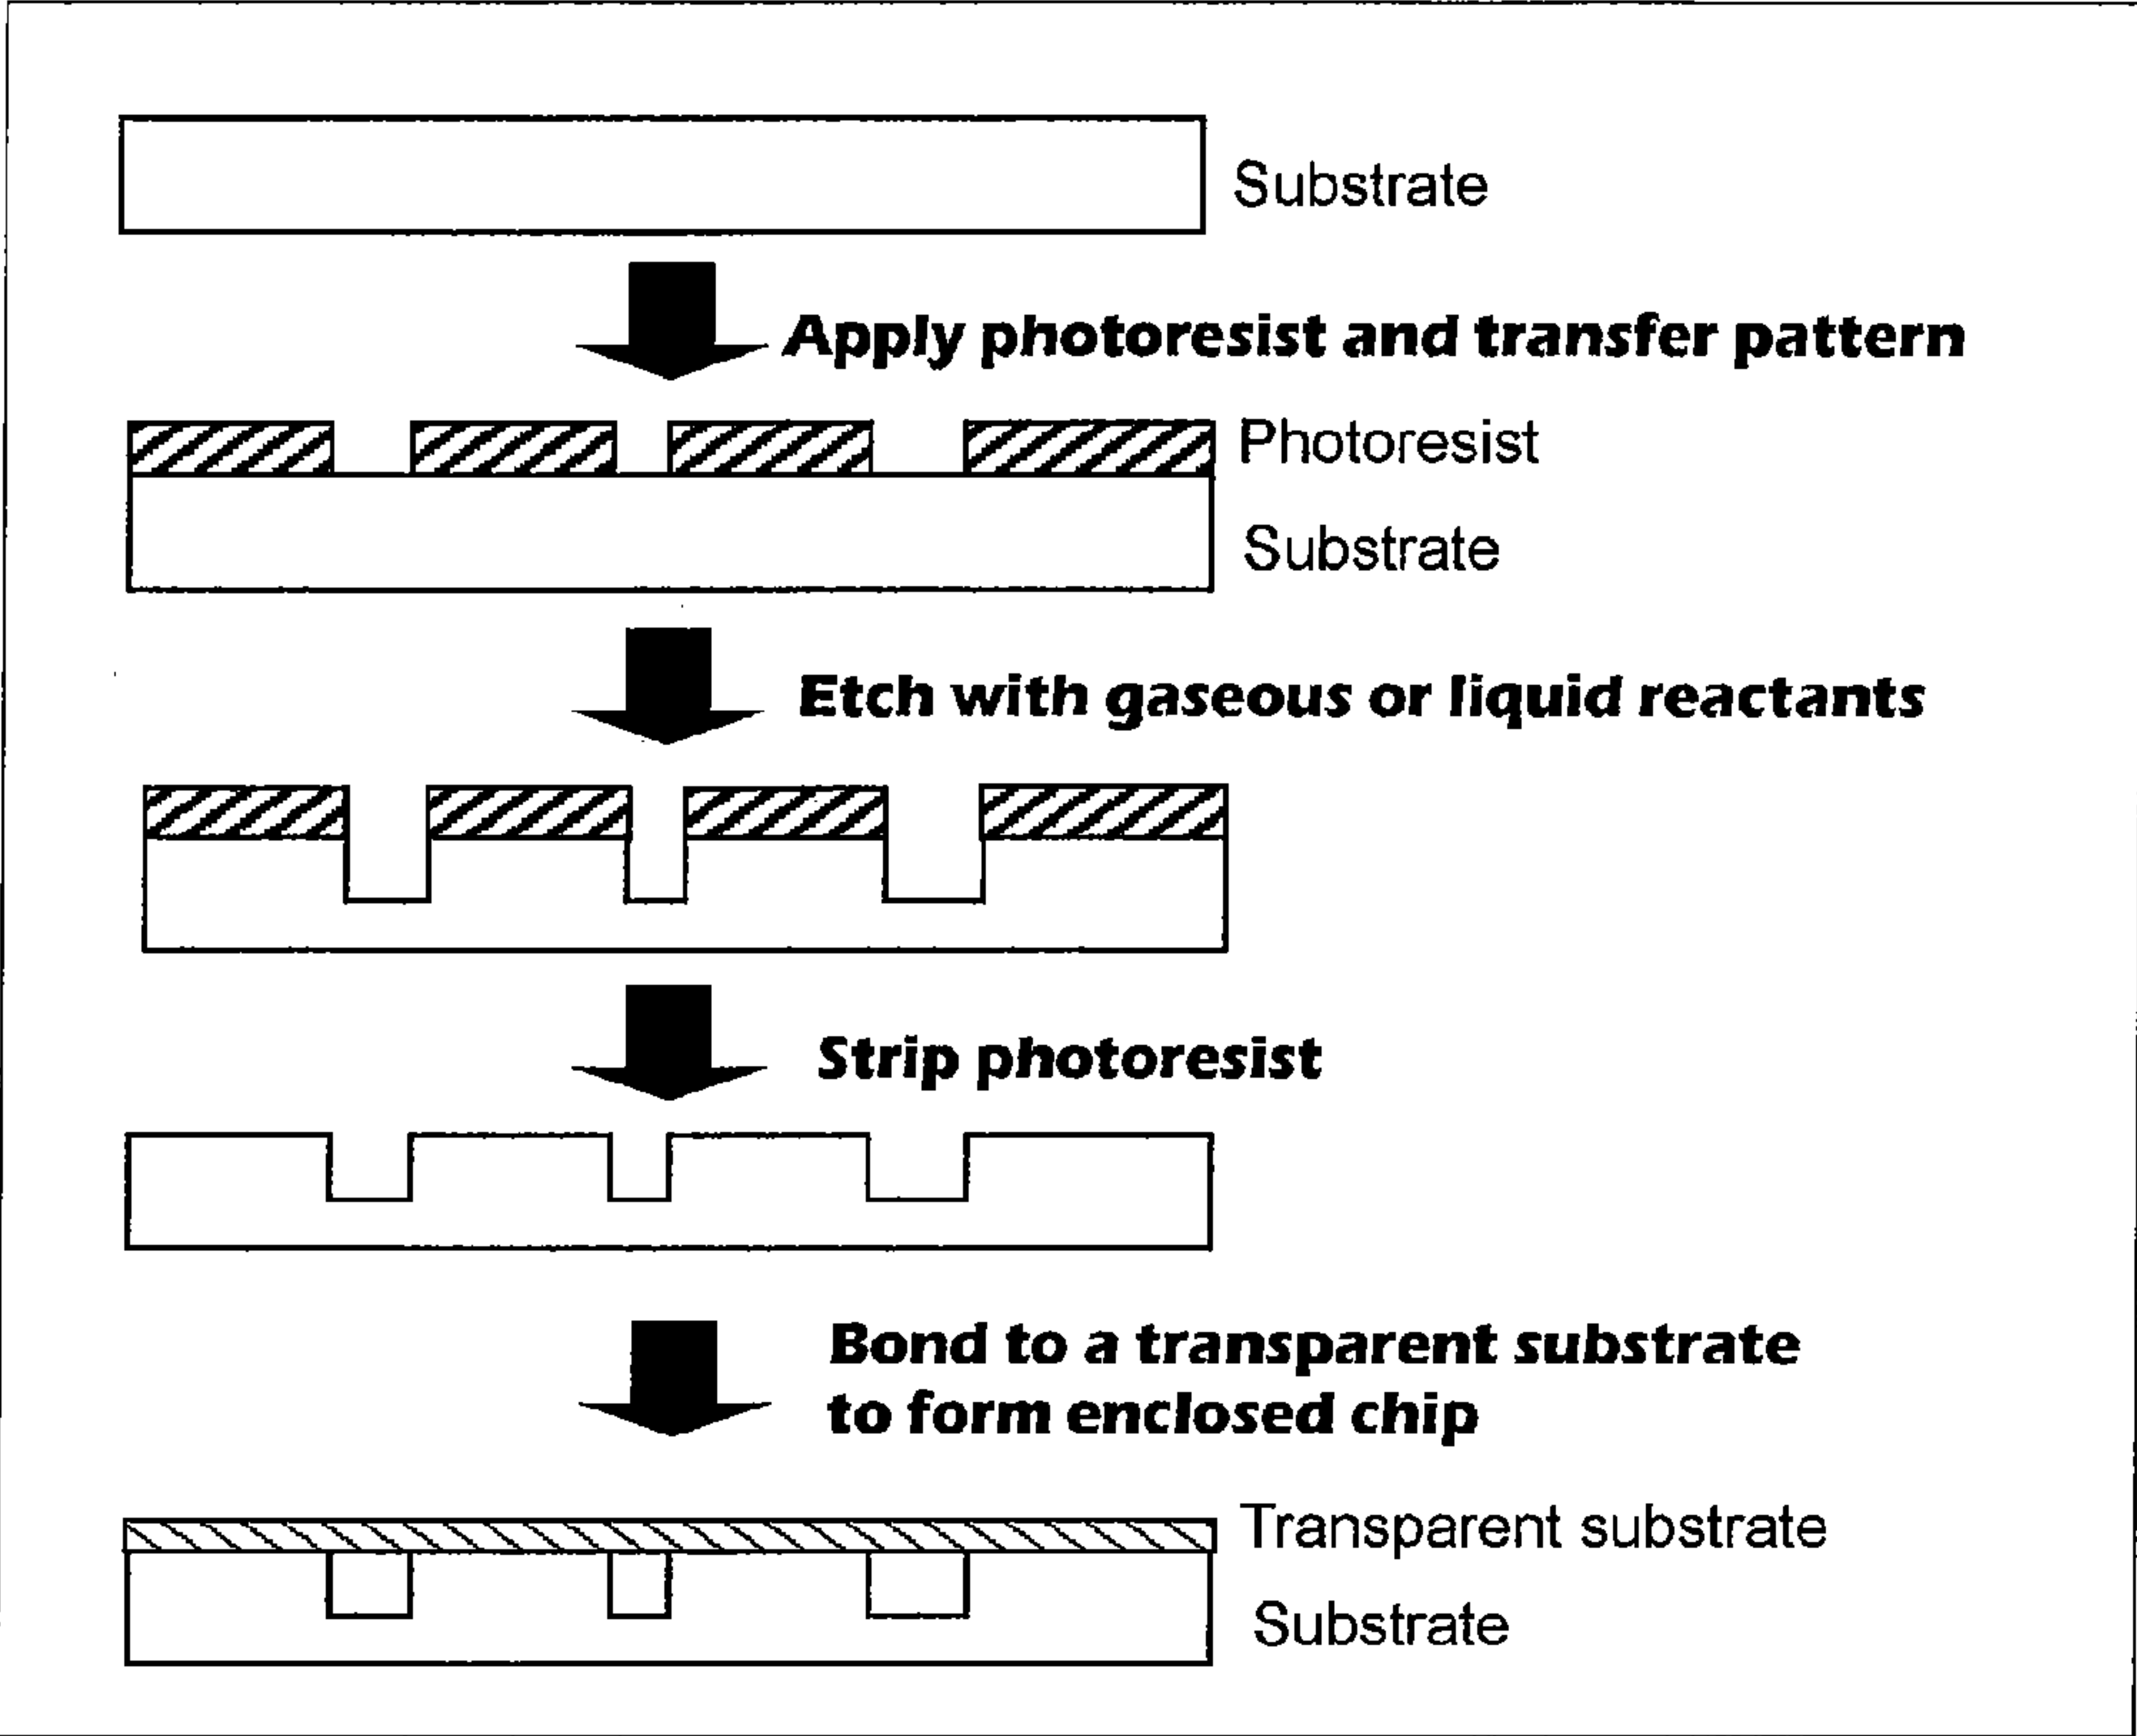 Substrate
Apply photoresist and transfer pattern
Photoresist
Substrate
Etch with gaseous or liquid reactants
Strip photoresist
Bond to a transparent substrate
to form enclosed chip
Transparent substrate
Substrate